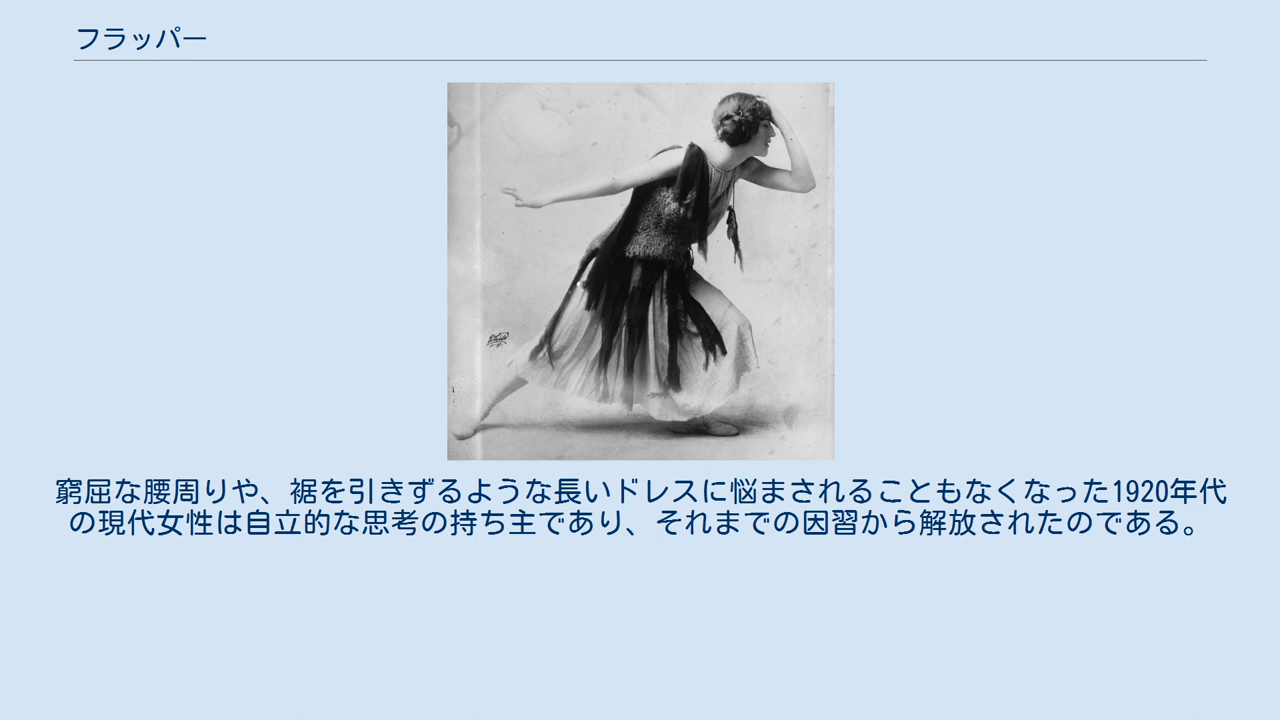 フラッパー
窮屈な腰周りや、裾を引きずるような長いドレスに悩まされることもなくなった1920年代
の現代女性は自立的な思考の持ち主であり、それまでの因習から解放されたのである。